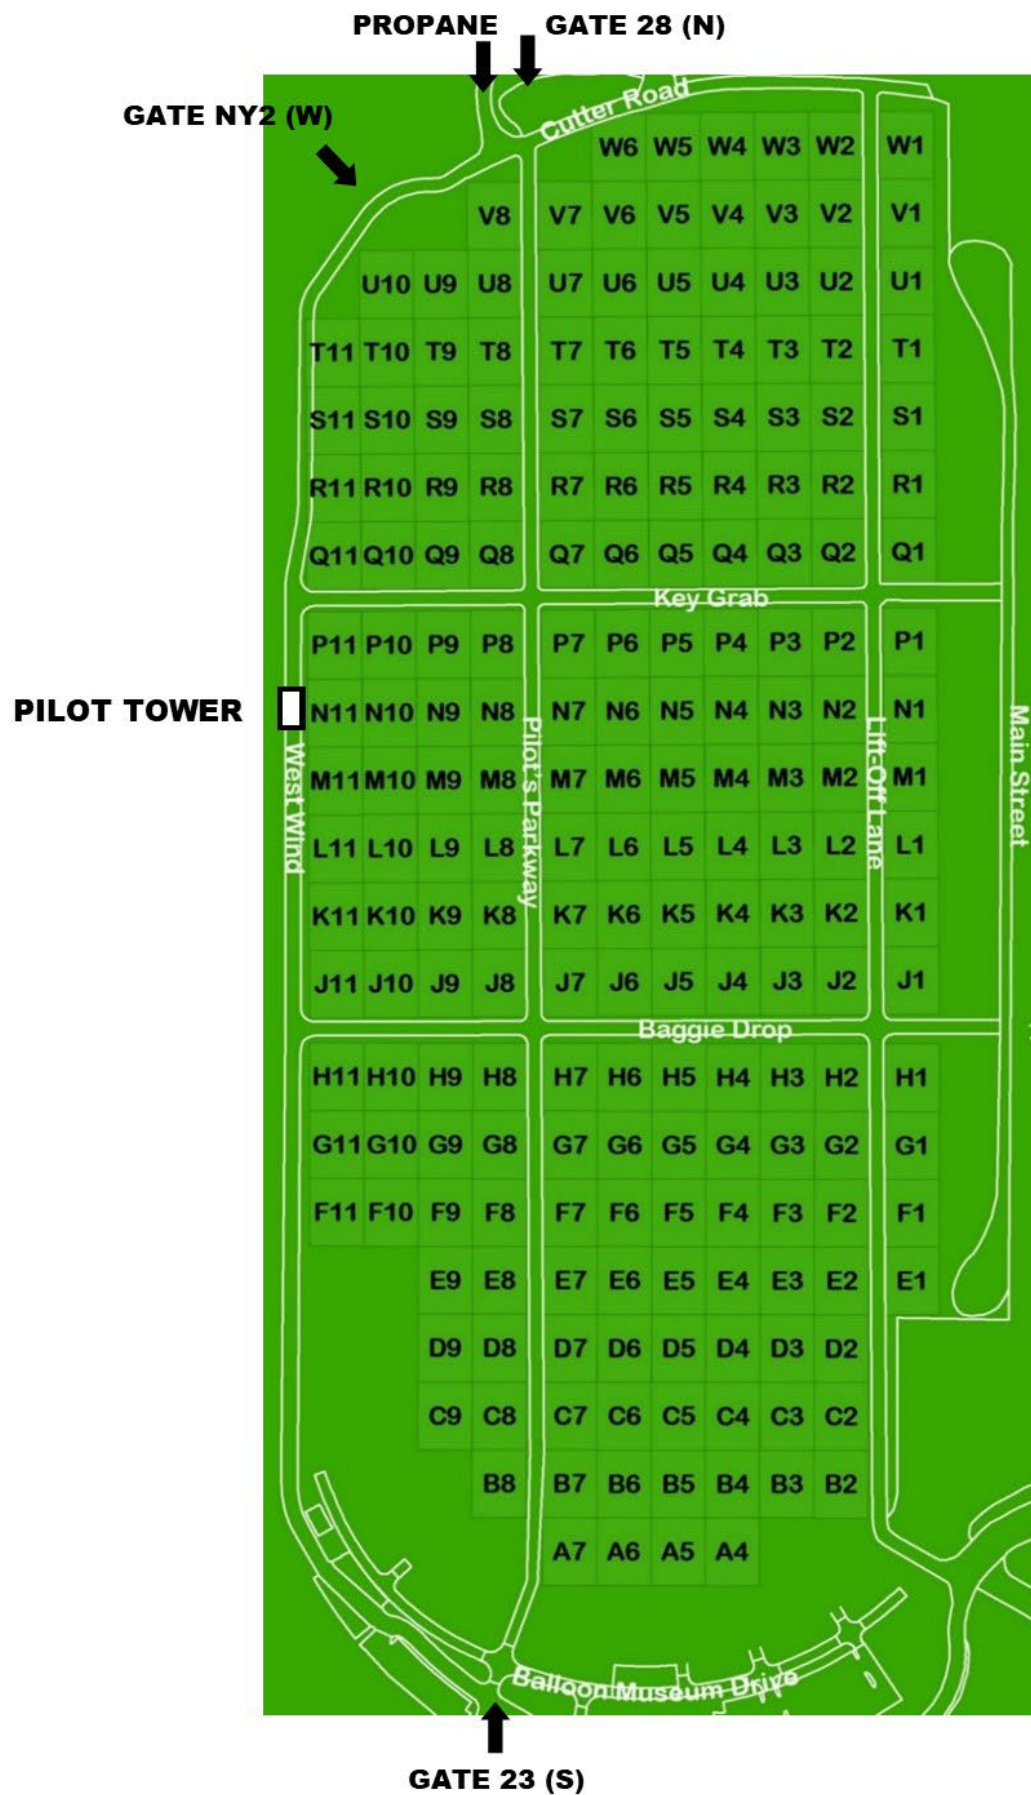 PROPANE GATE 28 (N)
GATE NY2 (W)
Cutter Road
W6 W5 W4 W3 W2 W1
V8 V7 V6 V5 V4 V3 V2 V1
U10 U9 U8 U7 U6 U5 U4 U3 U2 U1
T11 T10 T9 T8 T7 T6 T5 T4 T3 T2 T1
S11 S10 S9 S8 S7 S6 S5 S4 S3 S2 S1
R11 R10 R9 R8 R7 R6 R5 R4 R3 R2 R1
Q11 Q10 Q9 Q8 Q7 Q6 Q5 Q4 Q3 Q2 Q1
Key Grab
P11 P10 P9 P8 P7 P6 P5 P4 P3 P2 P1
PILOT TOWER
N11 N10 N9 N8 N7 N6 N5 N4 N3 N2 N1
M11 M10 M9 M8 M7 M6 M5 M4 M3 M2 M1
L11 L10 L9 L8 L7 L6 L5 L4 L3 L2 L1
K11 K10 K9 K8 K7 K6 K5 K4 K3 K2 K1
J11 J10 J9 J8 J7 J6 J5 J4 J3 J2 J1
West Wind
Pilot's Parkway
Lift-Off Lane
Main Street
Baggie Drop
H11 H10 H9 H8 H7 H6 H5 H4 H3 H2 H1
G11 G10 G9 G8 G7 G6 G5 G4 G3 G2 G1
F11 F10 F9 F8 F7 F6 F5 F4 F3 F2 F1
E9 E8 E7 E6 E5 E4 E3 E2 E1
D9 D8 D7 D6 D5 D4 D3 D2
C9 C8 C7 C6 C5 C4 C3 C2
B8 B7 B6 B5 B4 B3 B2
A7 A6 A5 A4
Balloon Museum Drive
GATE 23 (S)